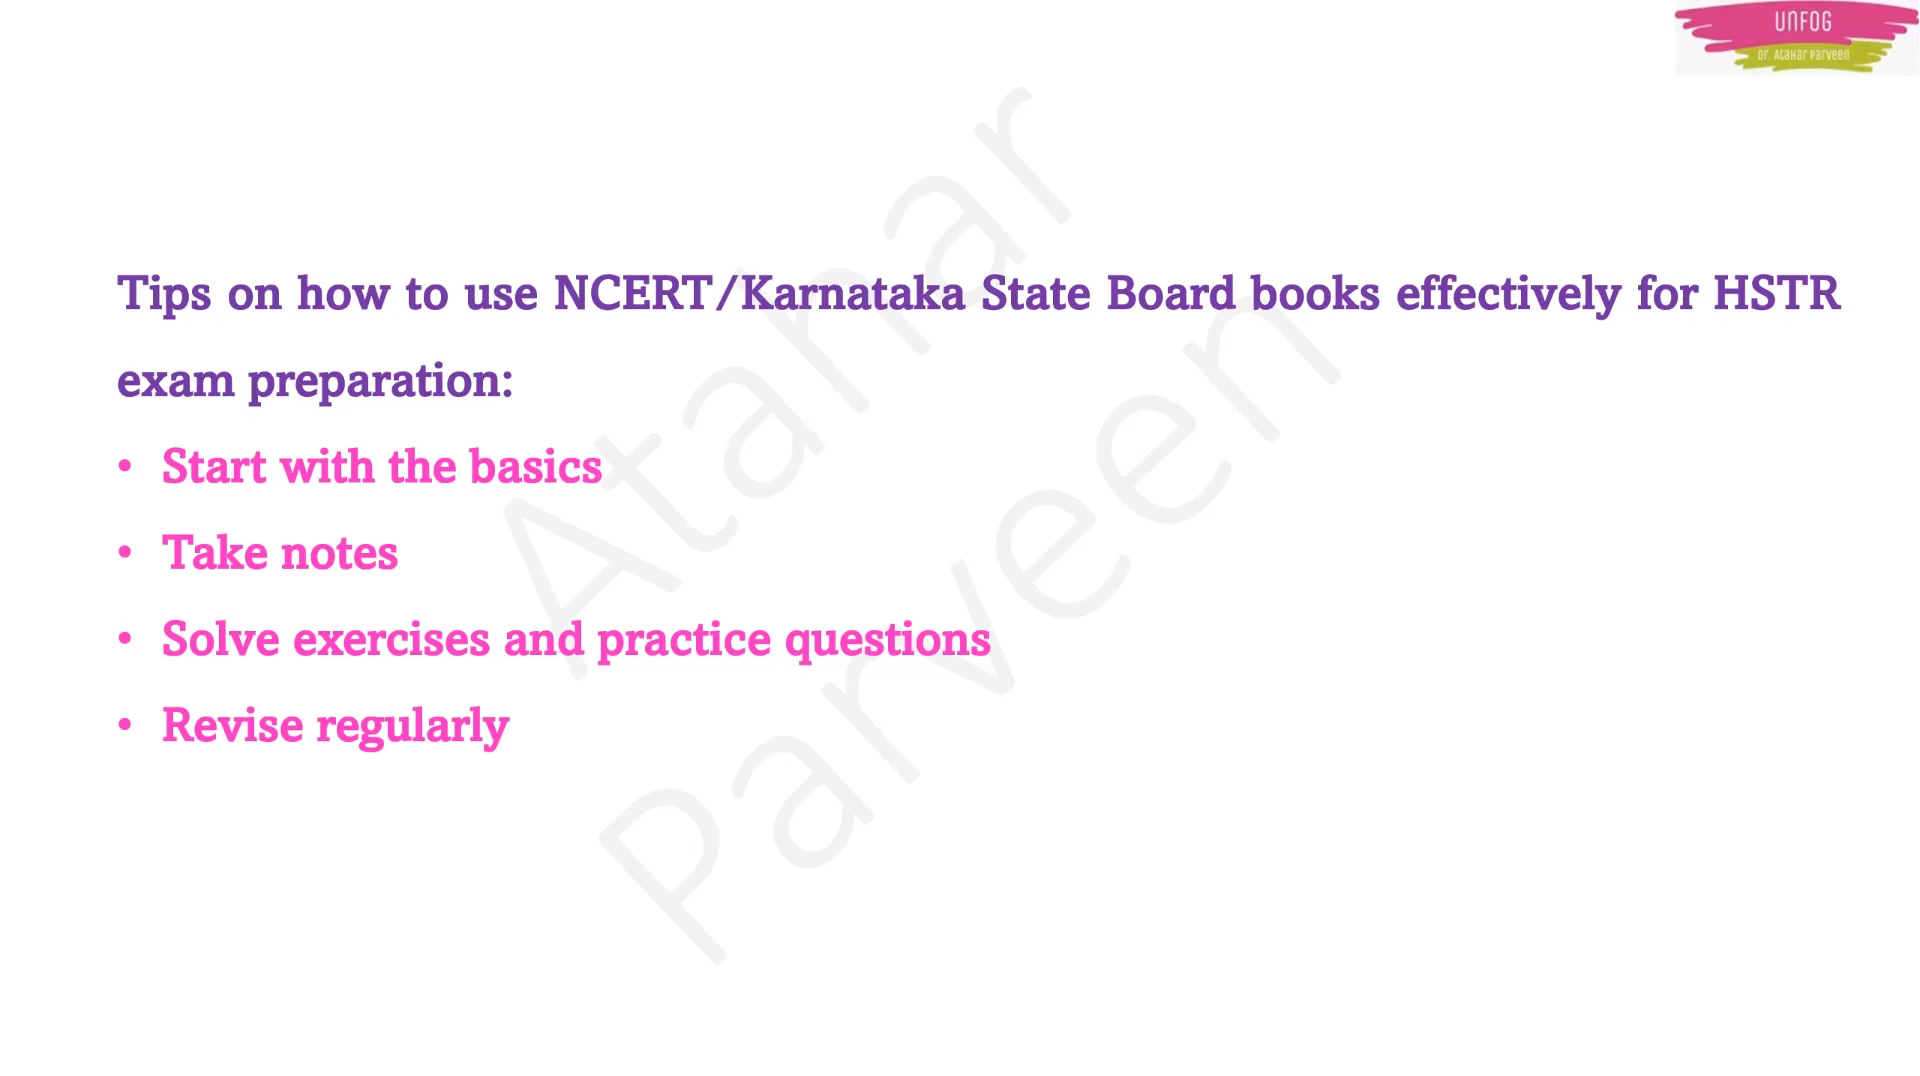 UNFOG
Dr. Atahar Parveen
Tips on how to use NCERT/Karnataka State Board books effectively for HSTR
exam preparation:
• Start with the basics
• Take notes
• Solve exercises and practice questions
• Revise regularly
Atahar
Parveen